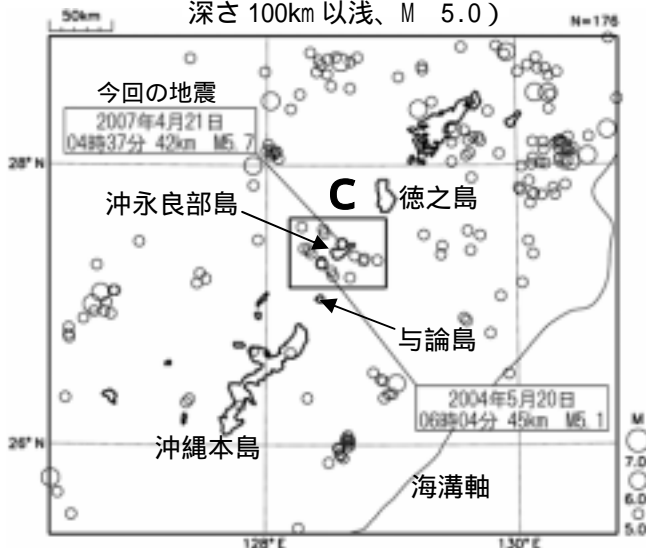 深さ 100km 以浅、M 5.0)
50km
N=176
今回の地震
2007年4月21日
04時37分 42km M5.7
28°N
C
徳之島
沖永良部島
与論島
2004年5月20日
06時04分 45km M5.1
26°N
沖縄本島
海溝軸
M
7.0
6.0
5.0
128°E
130°E